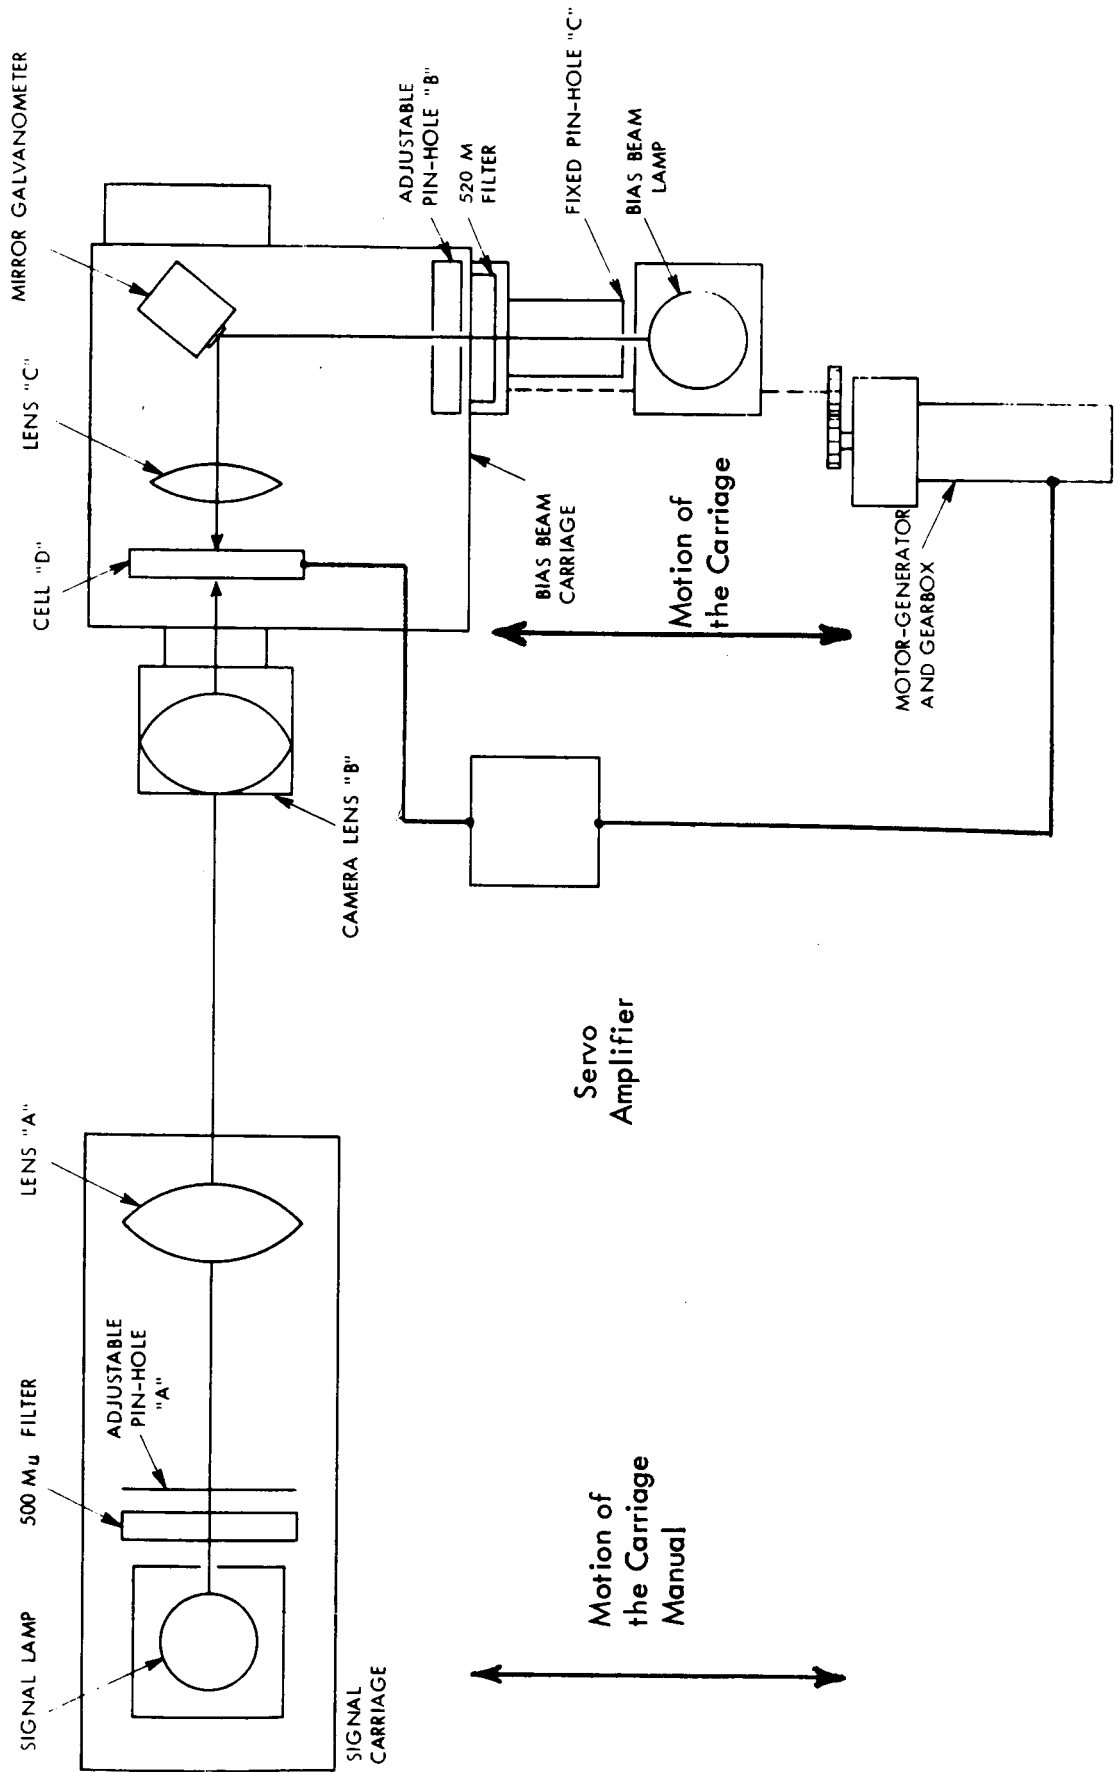 SIGNAL LAMP
500 Mμ FILTER
ADJUSTABLE
PIN-HOLE
"A"
LENS "A"
SIGNAL
CARRIAGE
CAMERA LENS "B"
CELL "D"
LENS "C"
MIRROR GALVANOMETER
ADJUSTABLE
PIN-HOLE "B"
520 M
FILTER
FIXED PIN-HOLE "C"
BIAS BEAM
LAMP
BIAS BEAM
CARRIAGE
Motion of
the Carriage
MOTOR-GENERATOR
AND GEARBOX
Servo
Amplifier
Motion of
the Carriage
Manual